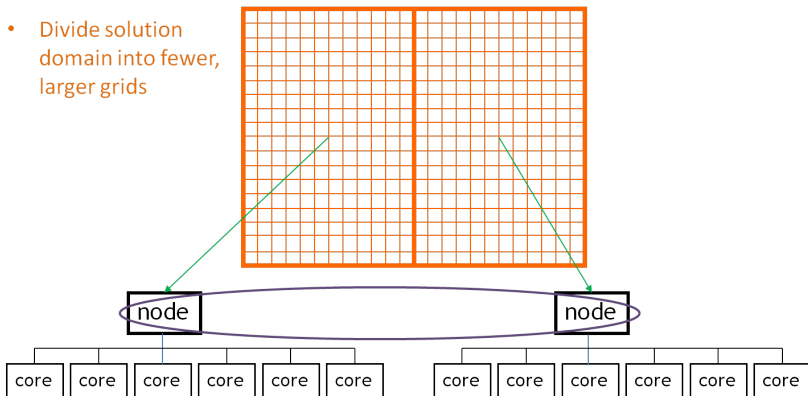 • Divide solution
domain into fewer,
larger grids
node node
core core core core core core core core core core core core